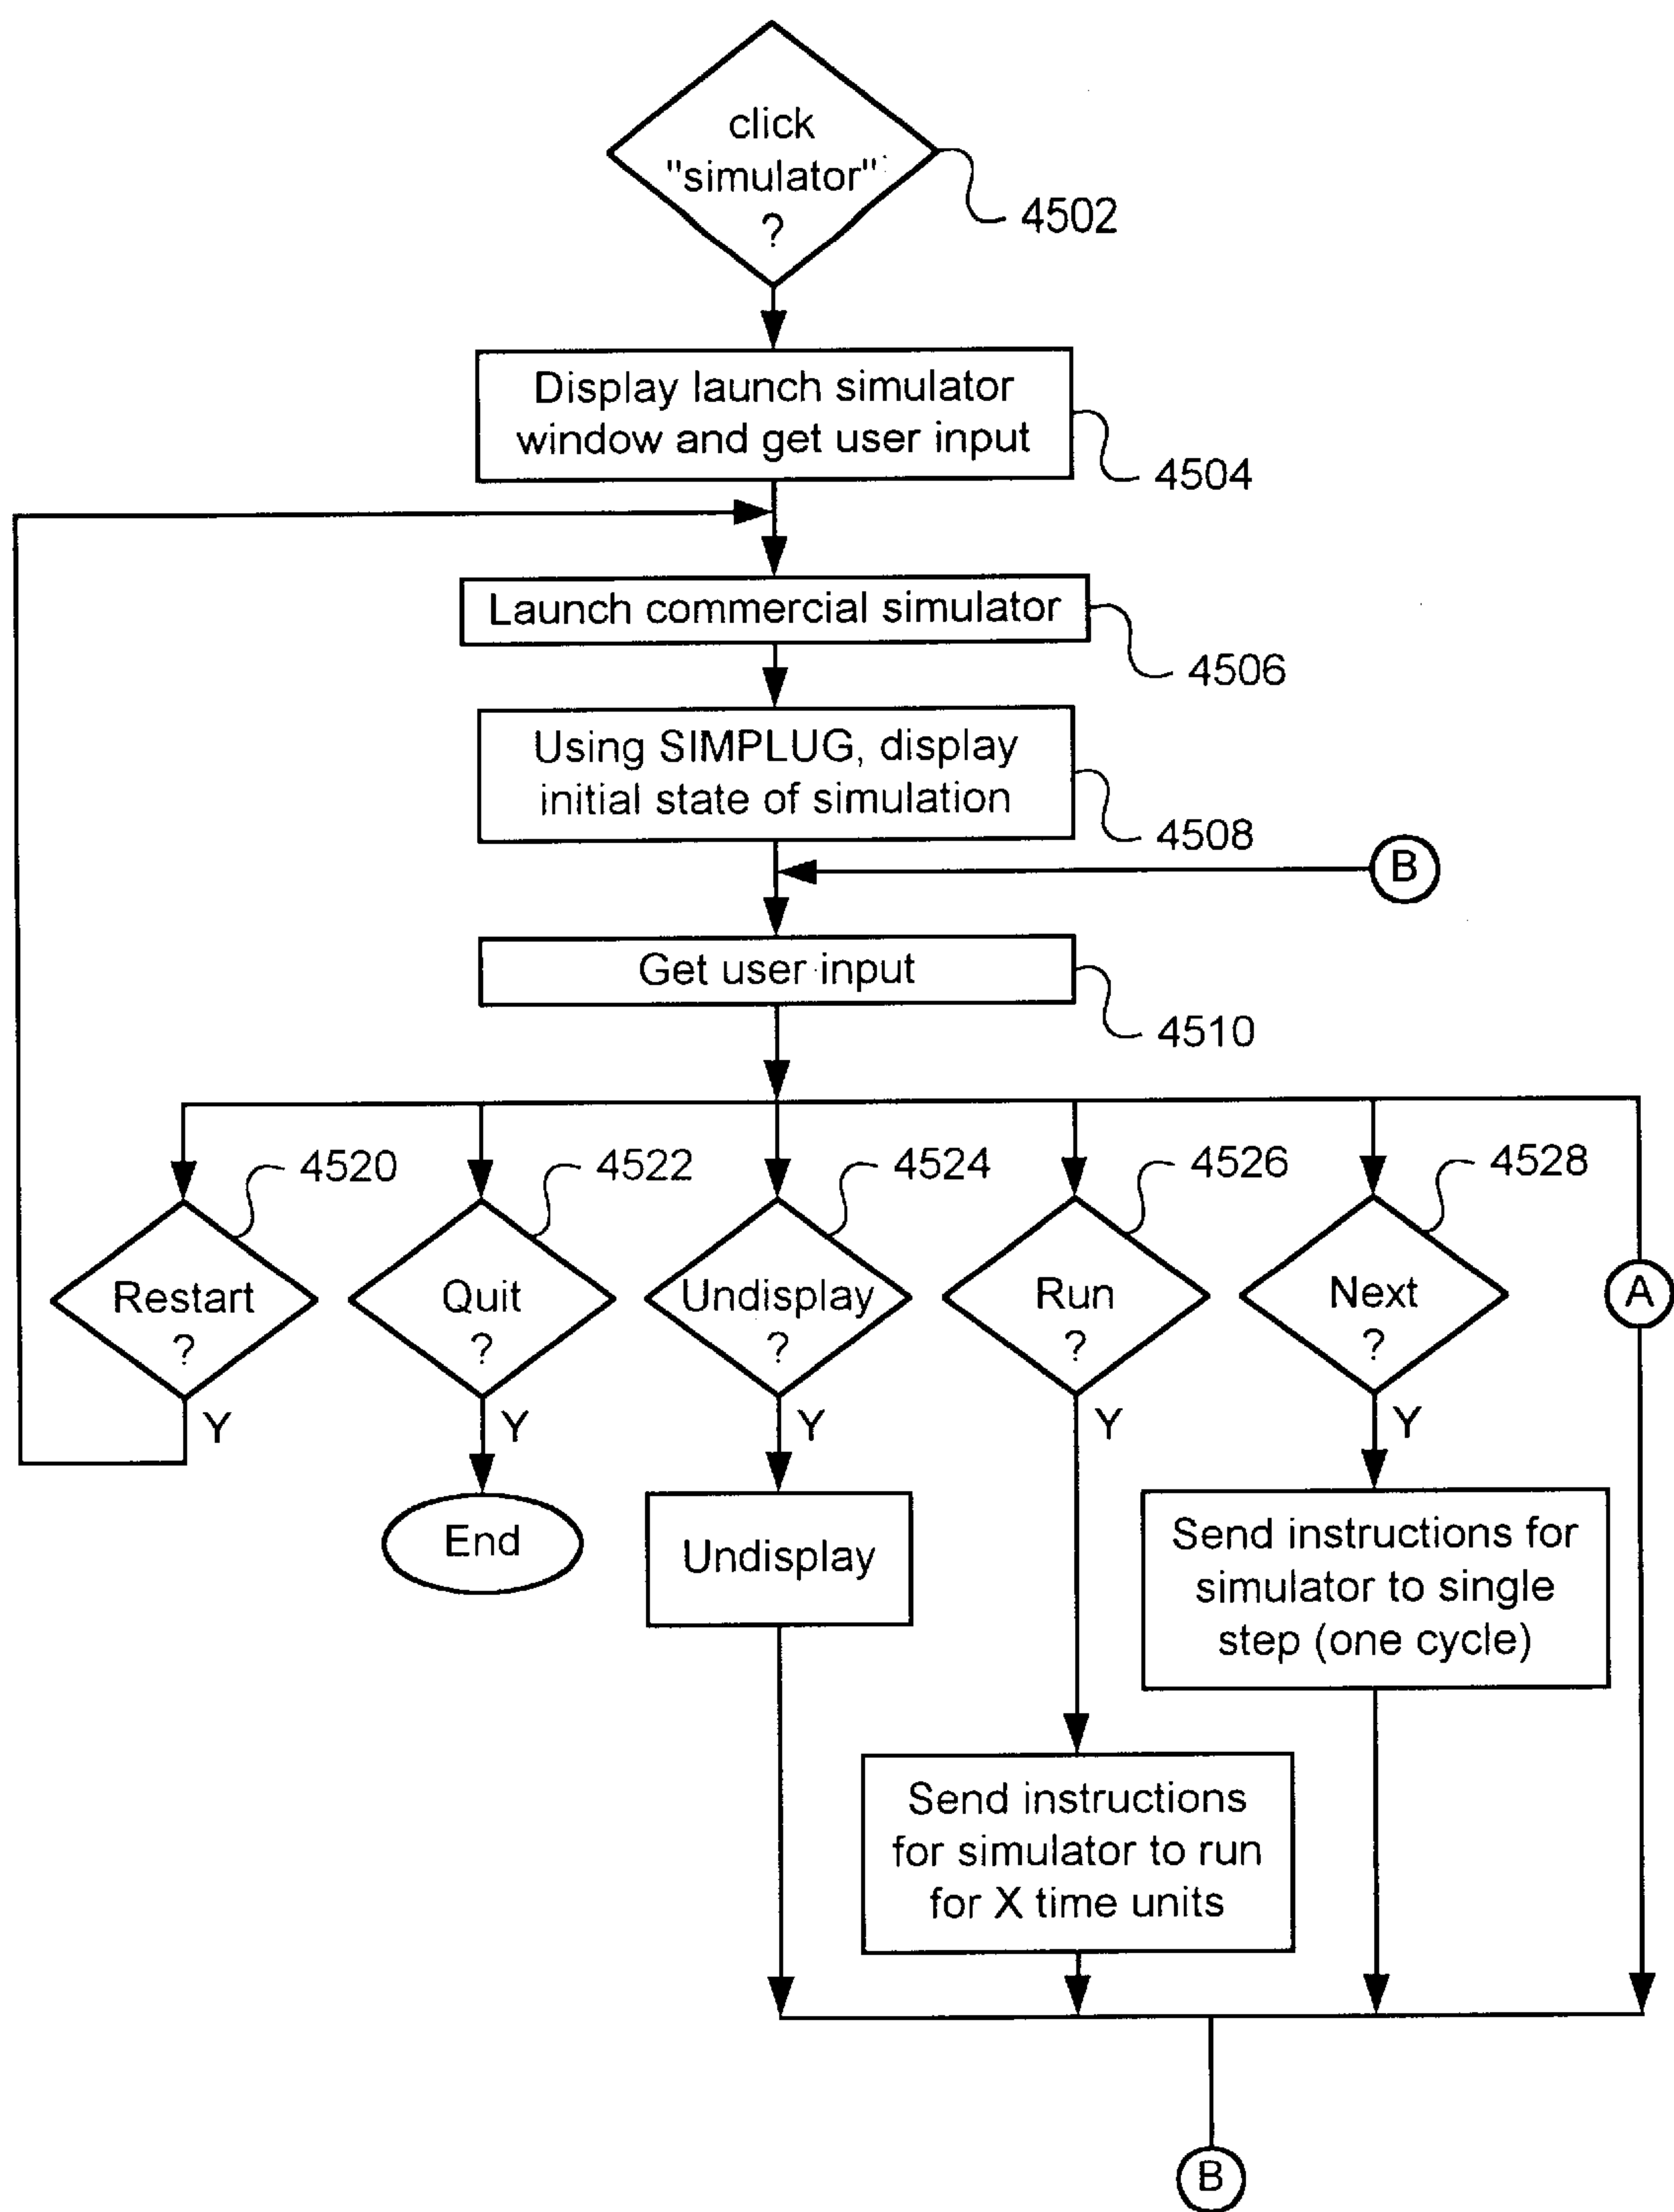 click
"simulator"
?
4502
Display launch simulator
window and get user input
4504
Launch commercial simulator
4506
Using SIMPLUG, display
initial state of simulation
4508
B
Get user input
4510
4520
4522
4524
4526
4528
Restart
?
Quit
?
Undisplay
?
Run
?
Next
?
A
Y
Y
Y
Y
Y
End
Undisplay
Send instructions for
simulator to single
step (one cycle)
Send instructions
for simulator to run
for X time units
B